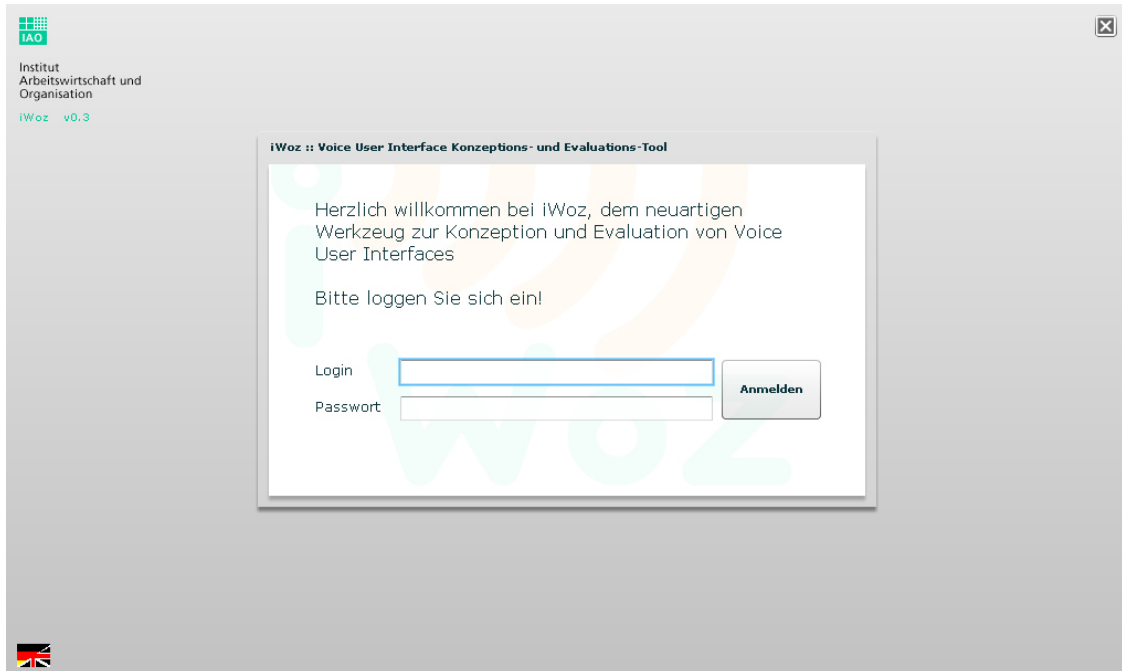 IAO
Institut
Arbeitswirtschaft und
Organisation
iWoz v0.3
iWoz :: Voice User Interface Konzeptions- und Evaluations-Tool
Herzlich willkommen bei iWoz, dem neuartigen
Werkzeug zur Konzeption und Evaluation von Voice
User Interfaces
Bitte loggen Sie sich ein!
Login
Anmelden
Passwort
i
Woz